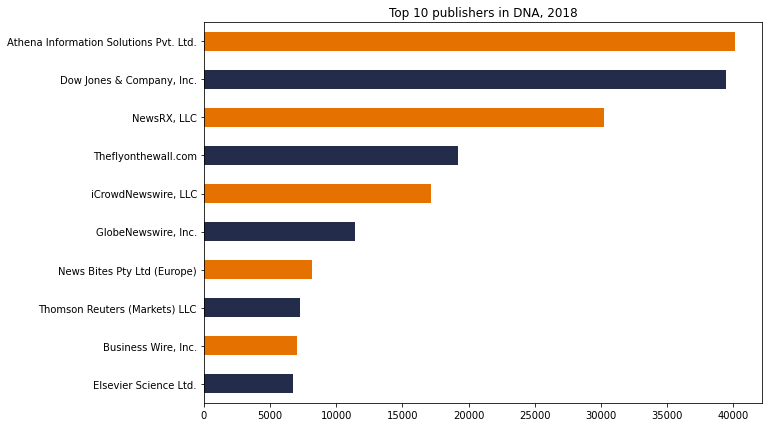 Top 10 publishers in DNA, 2018
Athena Information Solutions Pvt. Ltd.
Dow Jones & Company, Inc.
NewsRX, LLC
Theflyonthewall.com
iCrowdNewswire, LLC
GlobeNewswire, Inc.
News Bites Pty Ltd (Europe)
Thomson Reuters (Markets) LLC
Business Wire, Inc.
Elsevier Science Ltd.
0 5000 10000 15000 20000 25000 30000 35000 40000